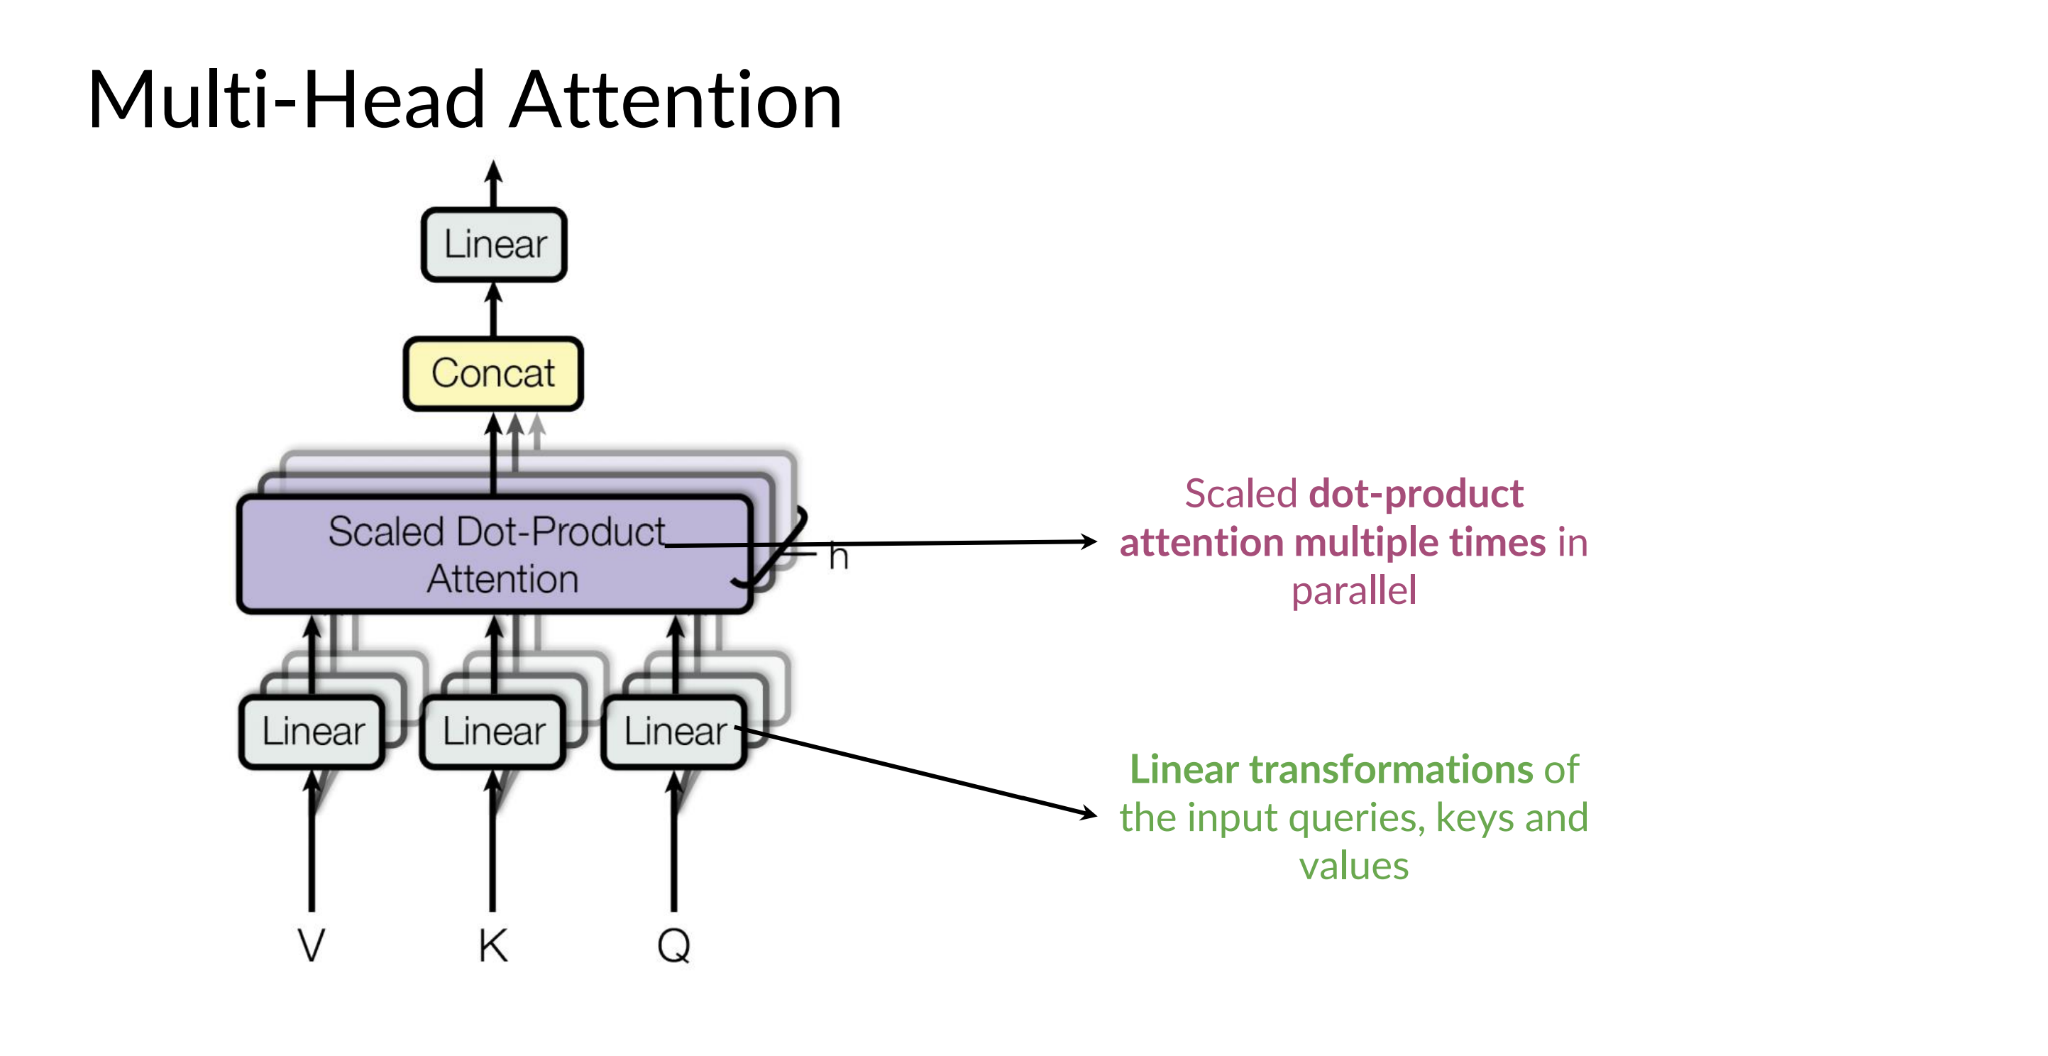 Multi-Head Attention
Linear
Concat
Scaled Dot-Product
Attention
h
Linear
Linear
Linear
V
K
Q
Scaled dot-product
attention multiple times in
parallel
Linear transformations of
the input queries, keys and
values